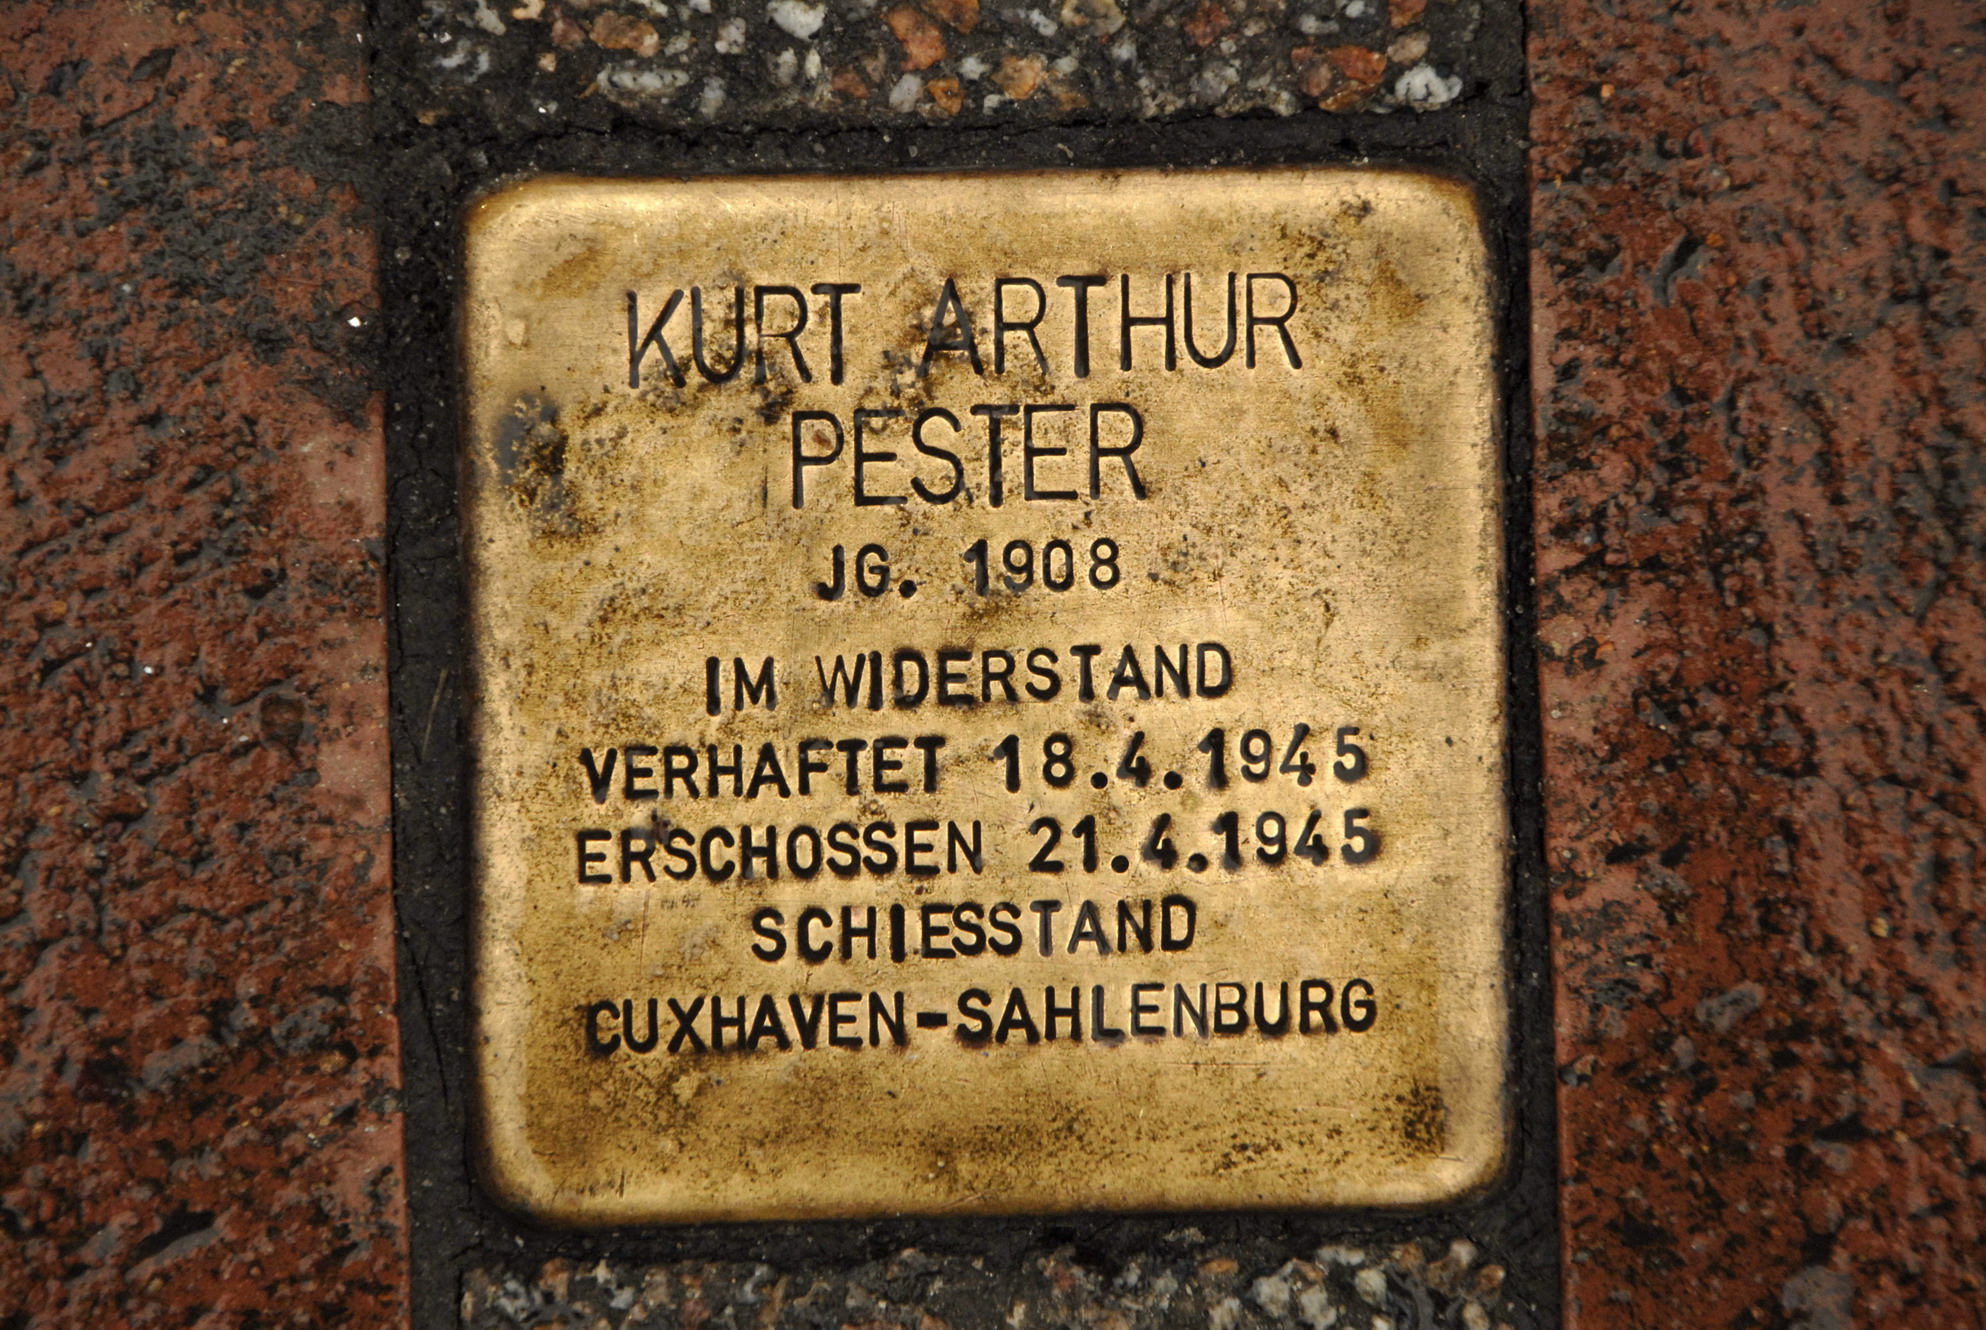 KURT ARTHUR
PESTER
JG. 1908
IM WIDERSTAND
VERHAFTET 18.4.1945
ERSCHOSSEN 21.4.1945
SCHIESSTAND
CUXHAVEN-SAHLENBURG